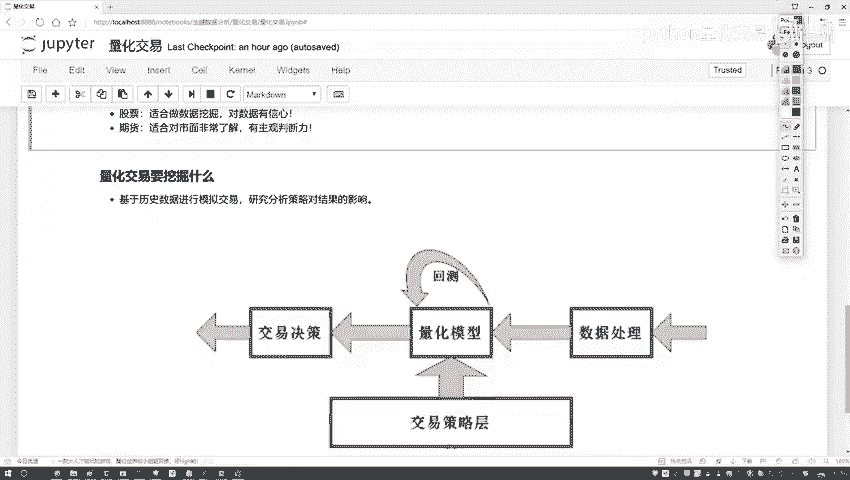 量化交易
http://localhost:8888/notebooks/金融数据分析/量化交易/量化交易.ipynb#
jupyter 量化交易 Last Checkpoint: an hour ago (autosaved)
Logout
File Edit View Insert Cell Kernel Widgets Help
Trusted
Markdown
股票：适合做数据挖掘，对数据有信心！
期货：适合对市面非常了解，有主观判断力！
量化交易要挖掘什么
基于历史数据进行模拟交易，研究分析策略对结果的影响。
回测
交易决策
量化模型
数据处理
交易策略层
100%